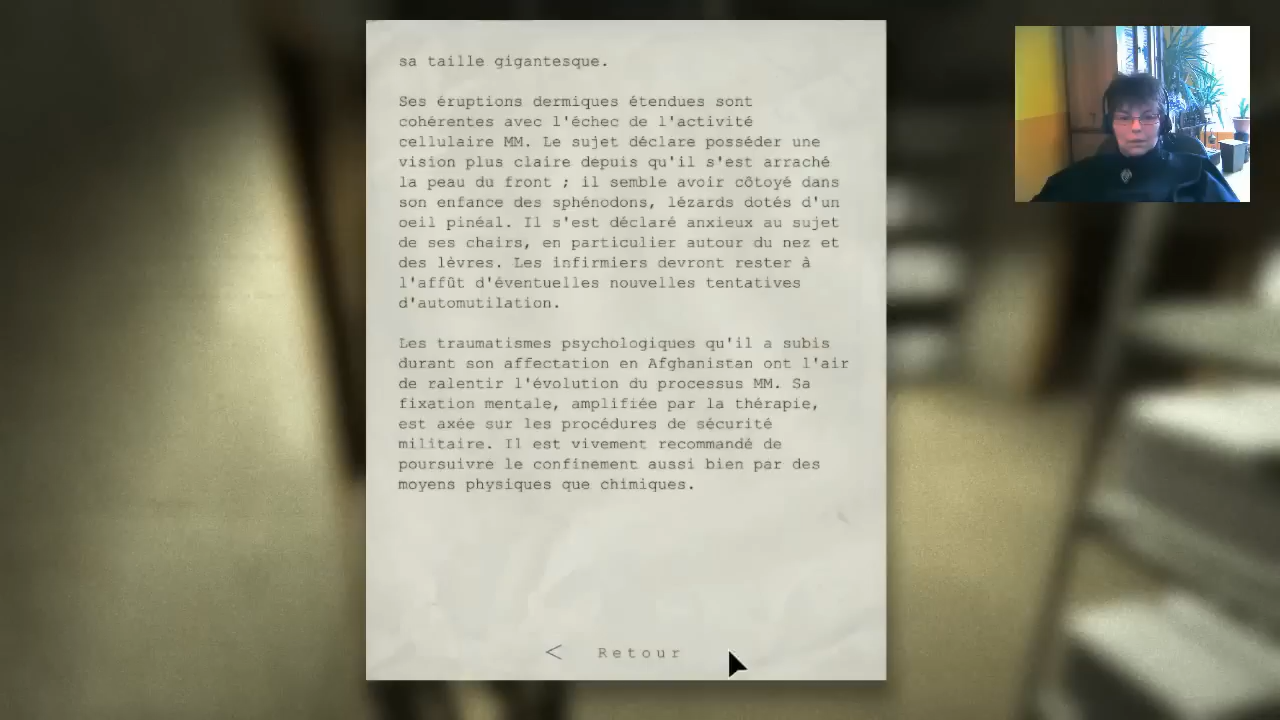 sa taille gigantesque.
Ses éruptions dermiques étendues sont
cohérentes avec l'échec de l'activité
cellulaire MM. Le sujet déclare posséder une
vision plus claire depuis qu'il s'est arraché
la peau du front ; il semble avoir côtoyé dans
son enfance des sphénodons, lézards dotés d'un
oeil pinéal. Il s'est déclaré anxieux au sujet
de ses chairs, en particulier autour du nez et
des lèvres. Les infirmiers devront rester à
l'affût d'éventuelles nouvelles tentatives
d'automutilation.
Les traumatismes psychologiques qu'il a subis
durant son affectation en Afghanistan ont l'air
de ralentir l'évolution du processus MM. Sa
fixation mentale, amplifiée par la thérapie,
est axée sur les procédures de sécurité
militaire. Il est vivement recommandé de
poursuivre le confinement aussi bien par des
moyens physiques que chimiques.
< Retour